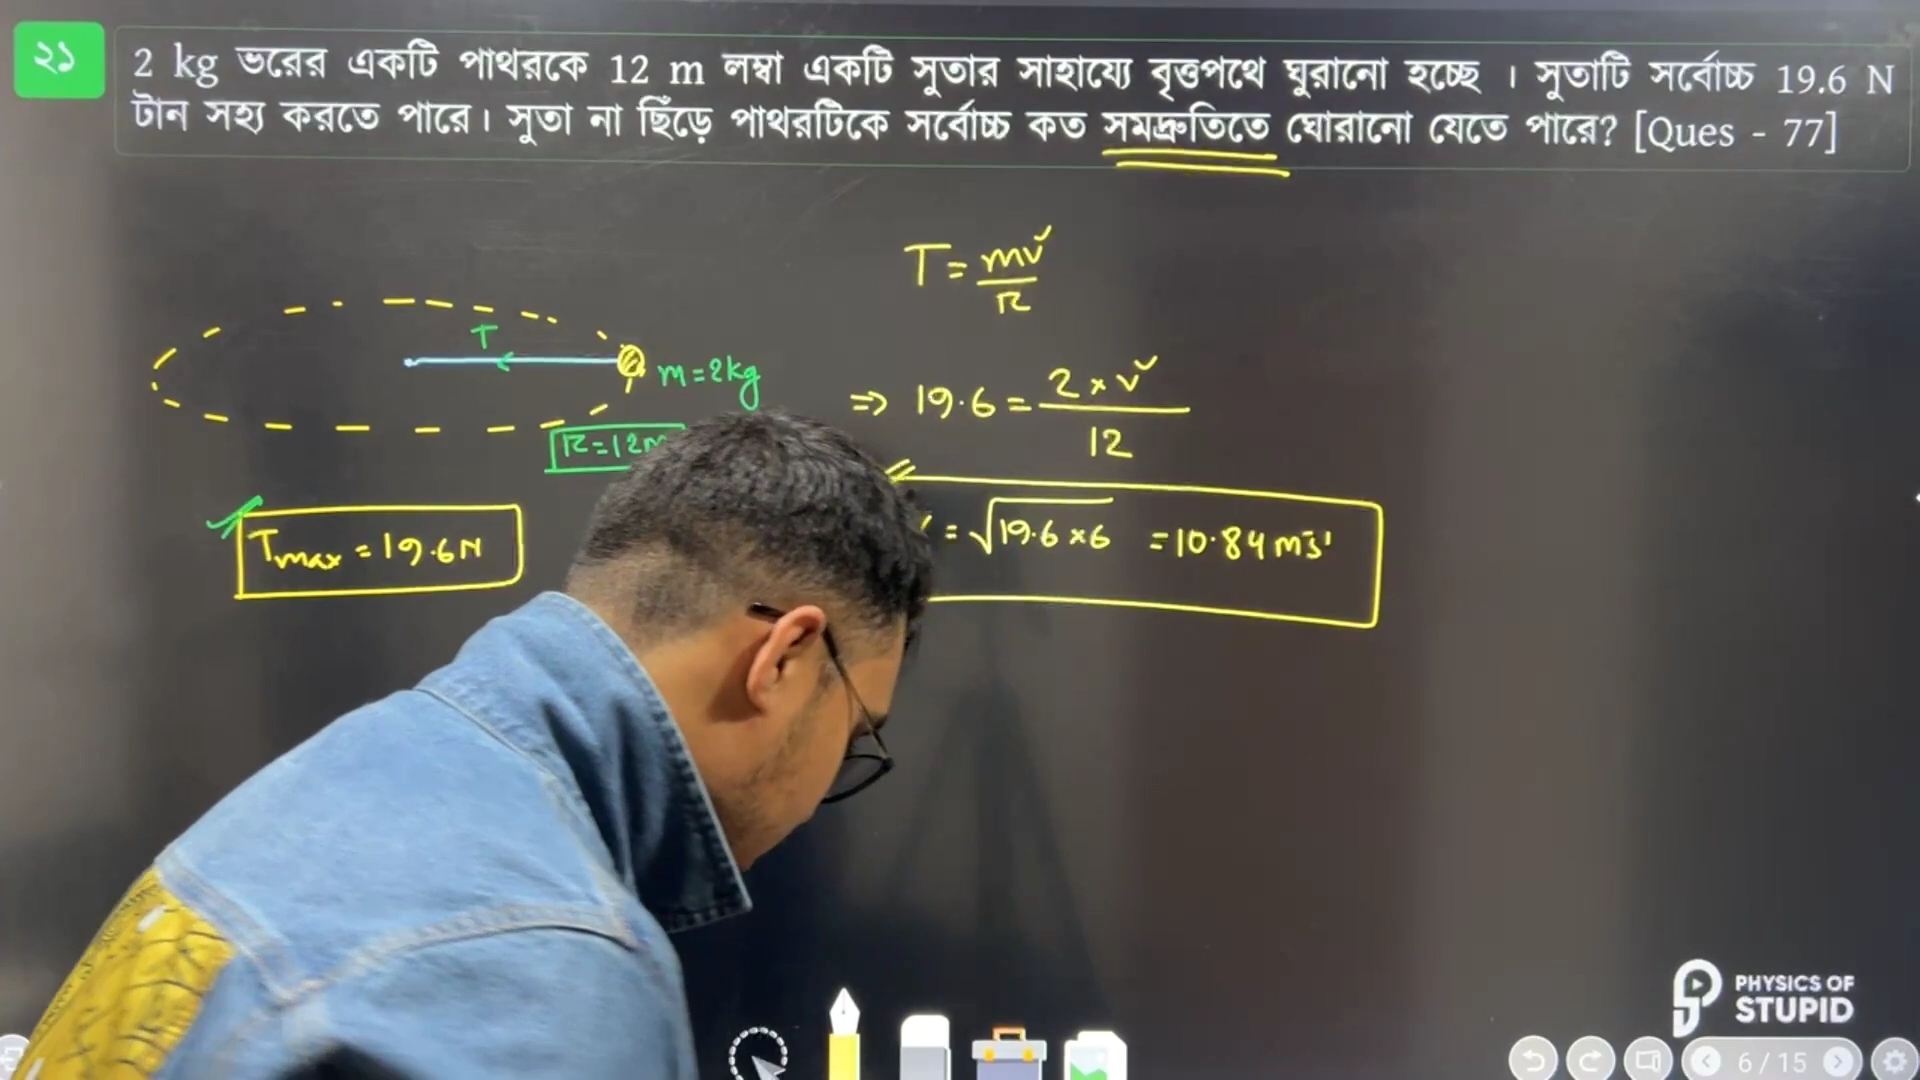 ২১
2 kg ভরের একটি পাথরকে 12 m লম্বা একটি সুতার সাহায্যে বৃত্তপথে ঘুরানো হচ্ছে । সুতাটি সর্বোচ্চ 19.6 N
টান সহ্য করতে পারে। সুতা না ছিঁড়ে পাথরটিকে সর্বোচ্চ কত সমদ্রুতিতে ঘোরানো যেতে পারে? [Ques - 77]
T = mv²/r
T
m = 2kg
⇒ 19.6 = 2 × v²/12
r = 12m
= √19.6 × 6 = 10.84 ms⁻¹
Tmax = 19.6N
PHYSICS OF
STUPID
6 / 15